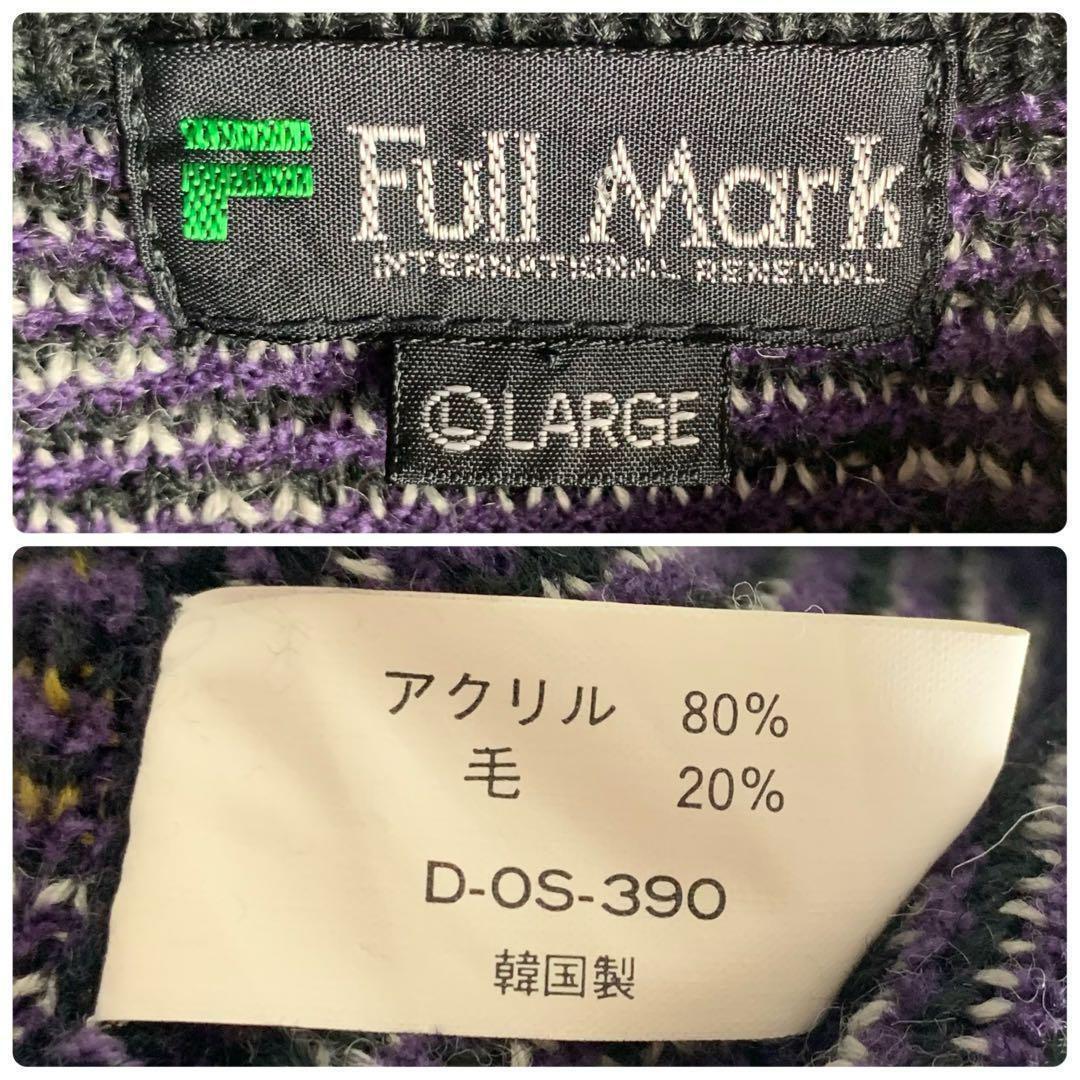 Full Mark
INTERNATIONAL RENEWAL
Ⓒ LARGE
アクリル 80%
毛 20%
D-OS-390
韓国製